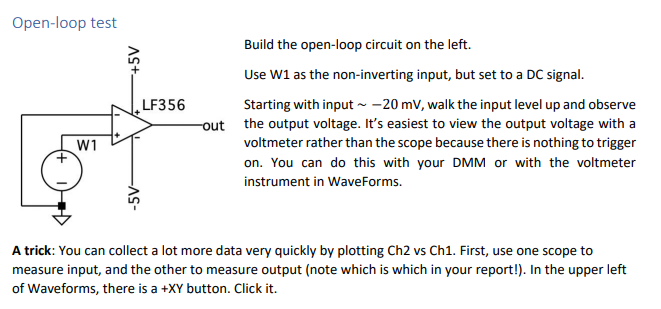 Open-loop test
Build the open-loop circuit on the left.
Use W1 as the non-inverting input, but set to a DC signal.
Starting with input ~ −20 mV, walk the input level up and observe
the output voltage. It's easiest to view the output voltage with a
voltmeter rather than the scope because there is nothing to trigger
on. You can do this with your DMM or with the voltmeter
instrument in WaveForms.
+5V
LF356
out
W1
-5V
A trick: You can collect a lot more data very quickly by plotting Ch2 vs Ch1. First, use one scope to
measure input, and the other to measure output (note which is which in your report!). In the upper left
of Waveforms, there is a +XY button. Click it.